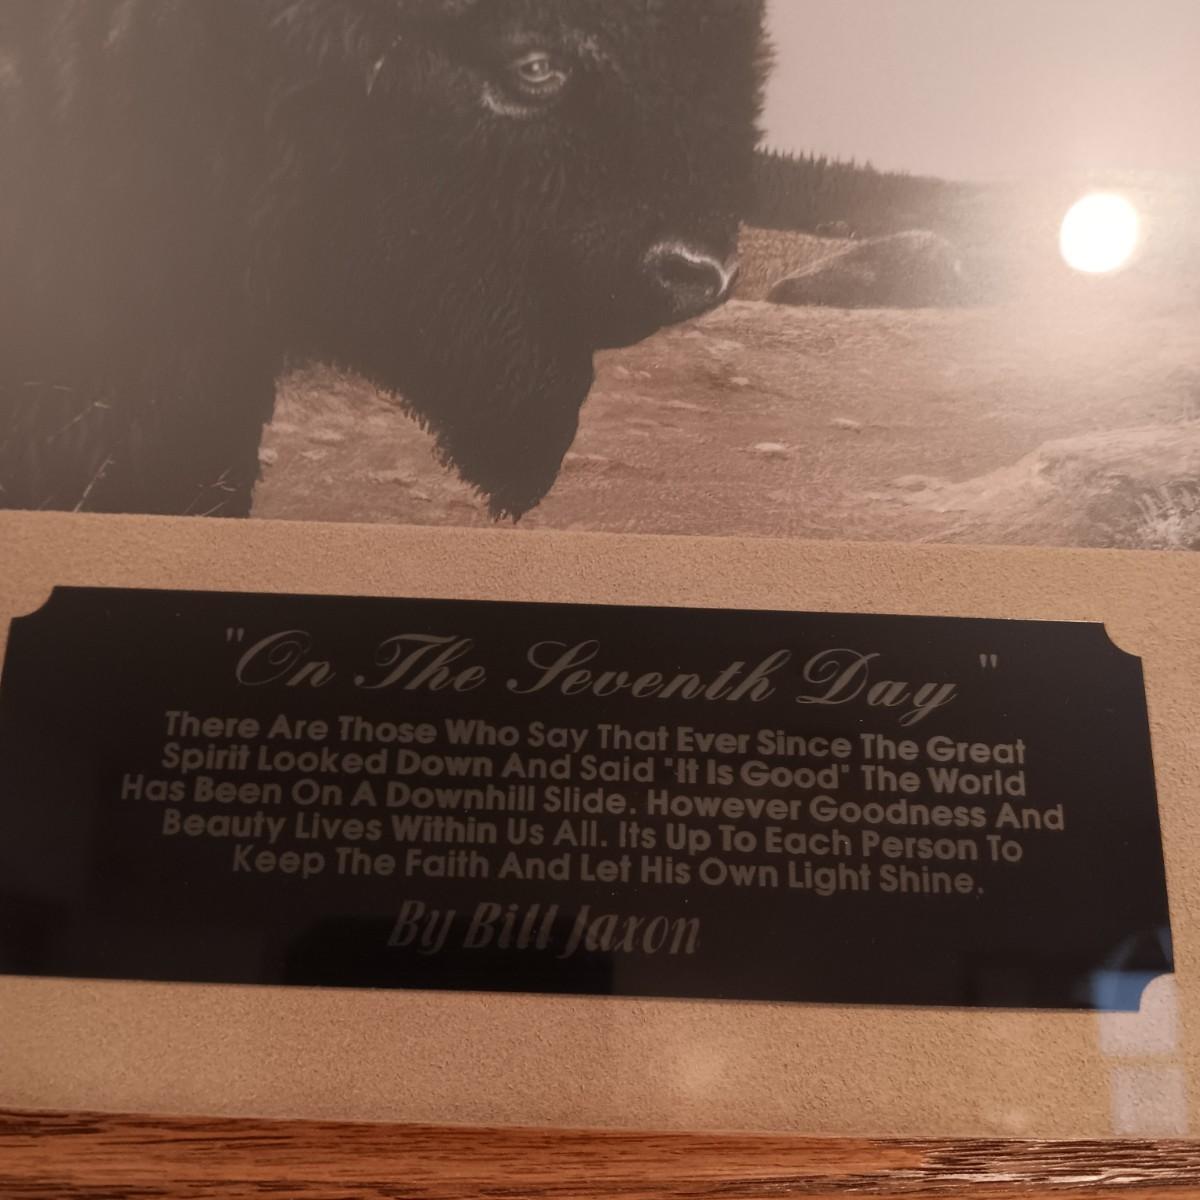 "On The Seventh Day"
There Are Those Who Say That Ever Since The Great
Spirit Looked Down And Said "It Is Good" The World
Has Been On A Downhill Slide. However Goodness And
Beauty Lives Within Us All. Its Up To Each Person To
Keep The Faith And Let His Own Light Shine.
By Bill Jaxon